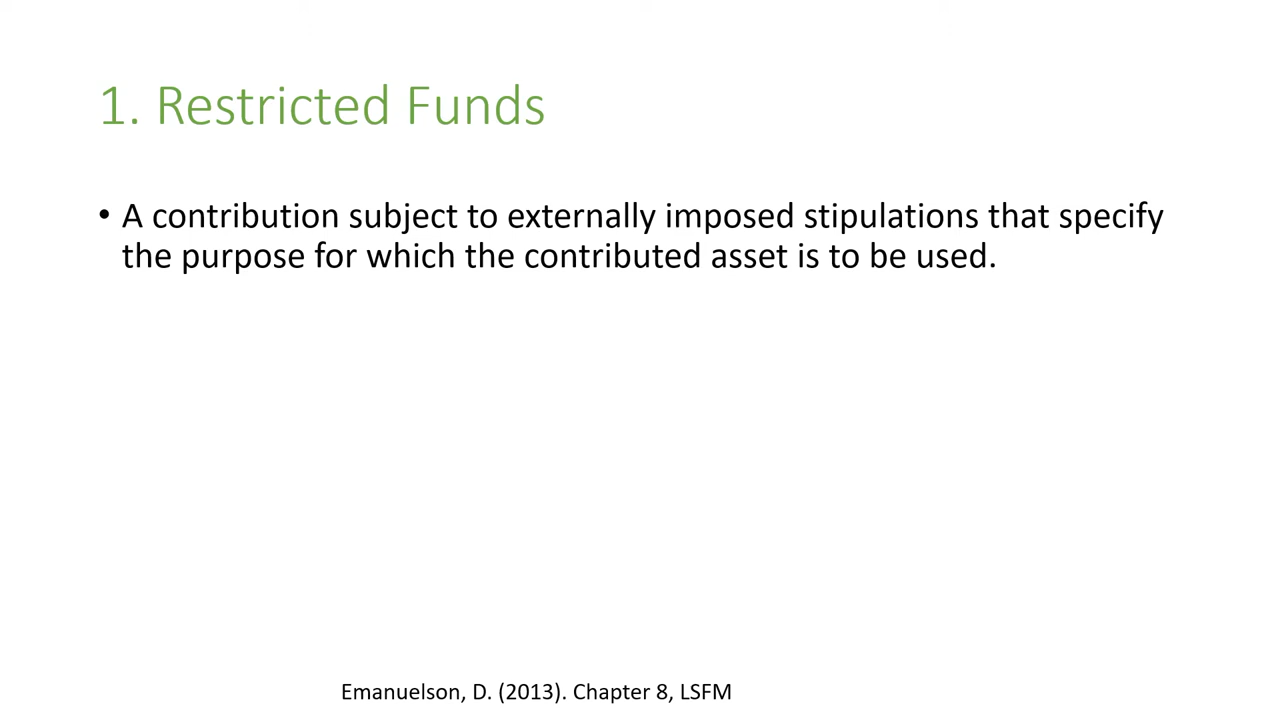 1. Restricted Funds
• A contribution subject to externally imposed stipulations that specify
the purpose for which the contributed asset is to be used.
Emanuelson, D. (2013). Chapter 8, LSFM